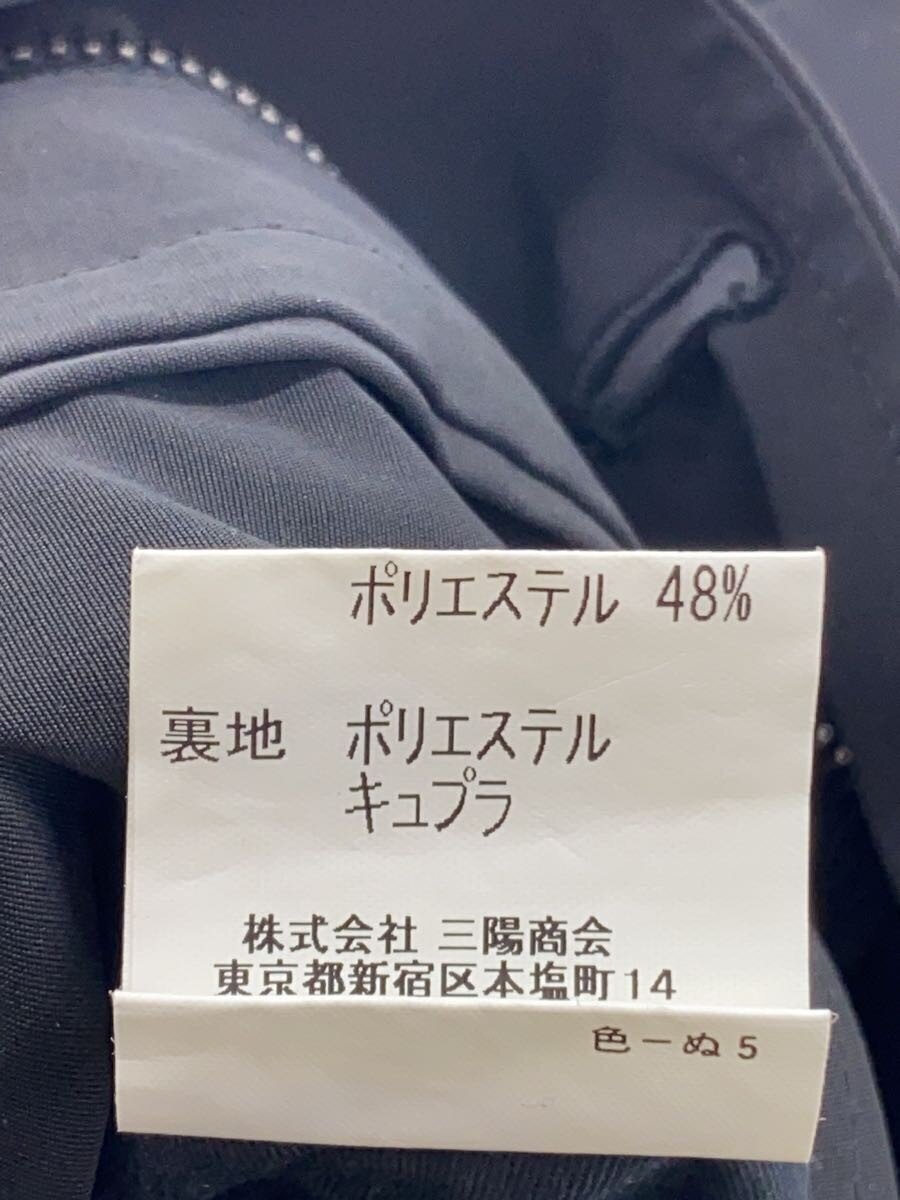 ポリエステル 48%
裏地 ポリエステル
キュプラ
株式会社 三陽商会
東京都新宿区本塩町14
色ーぬ5